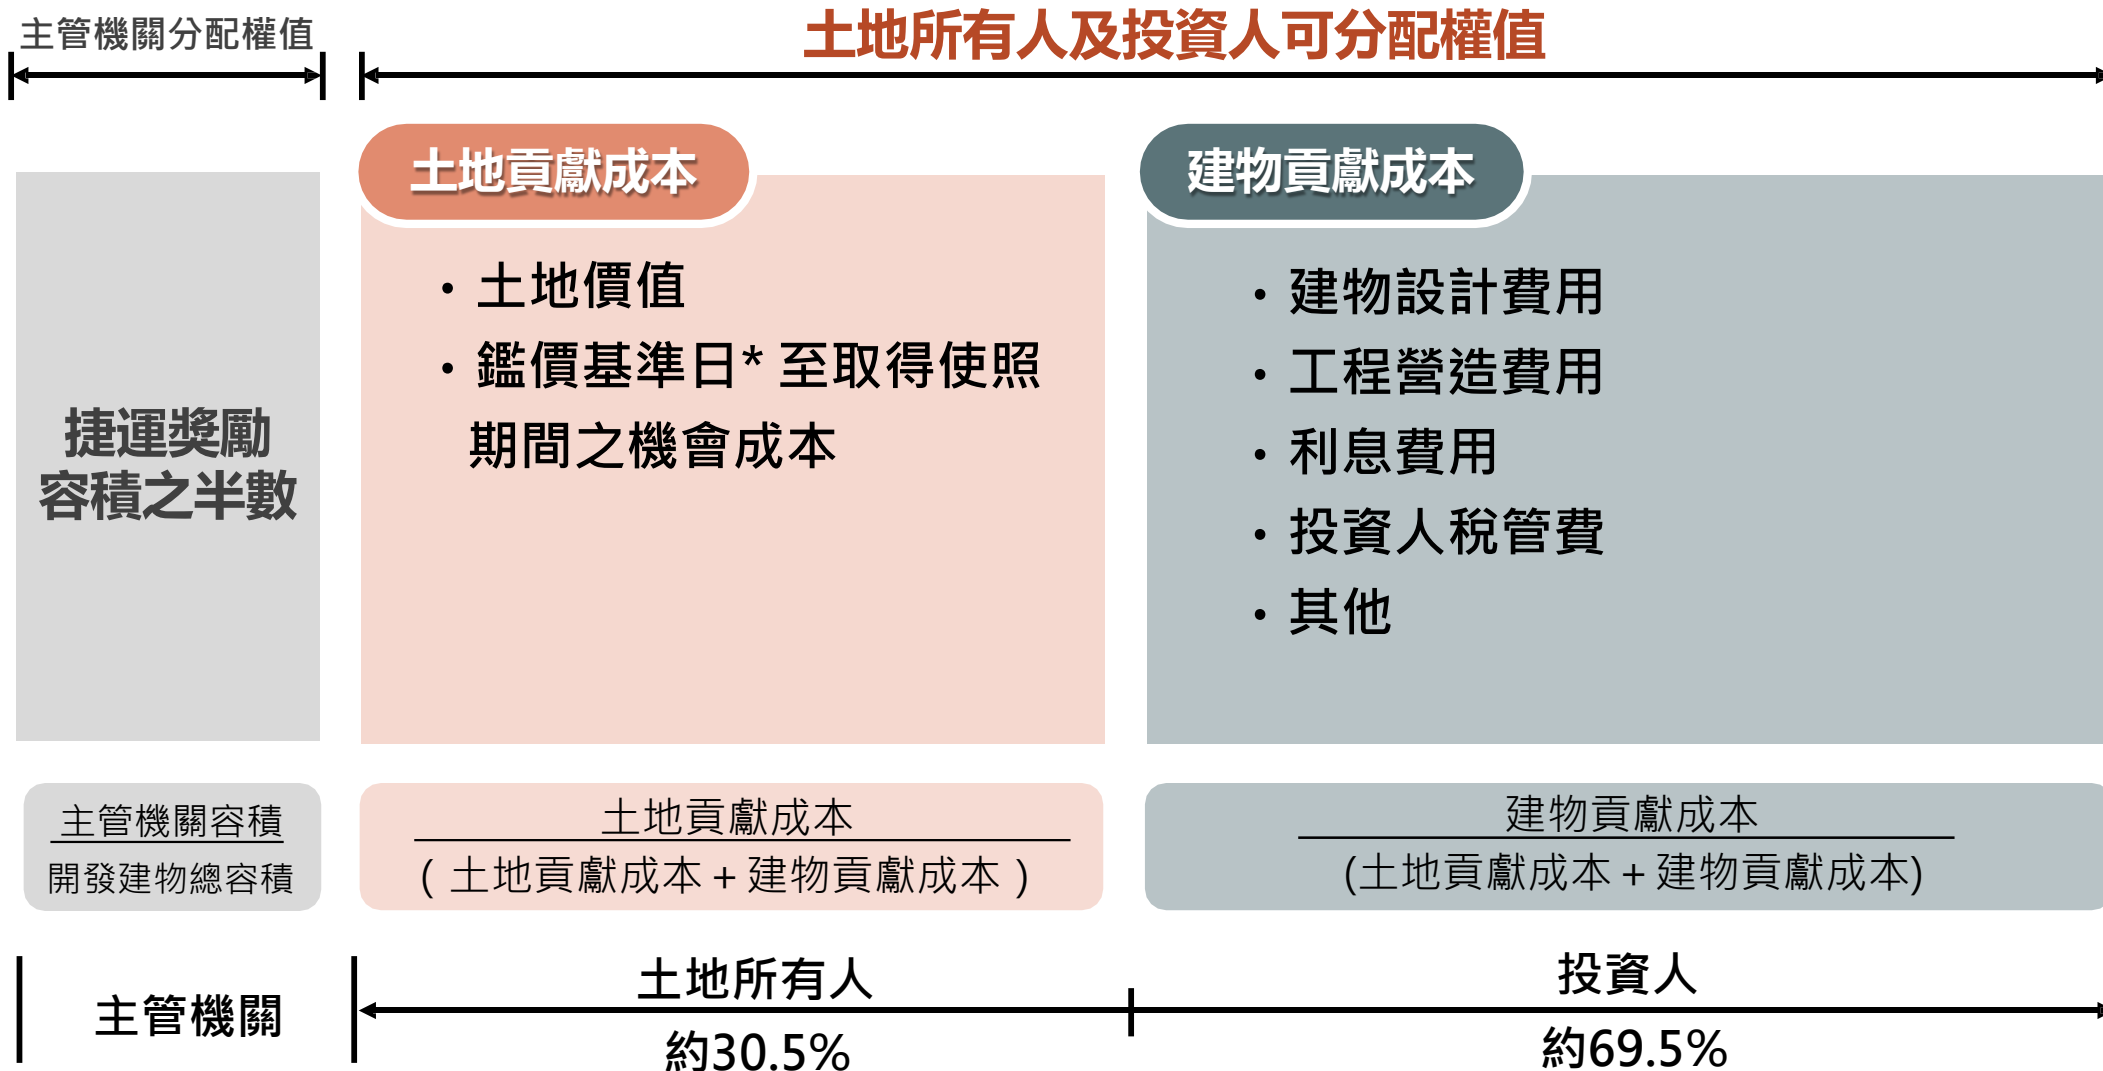 主管機關分配權值
土地所有人及投資人可分配權值
捷運獎勵
容積之半數
土地貢獻成本
• 土地價值
• 鑑價基準日* 至取得使照
期間之機會成本
建物貢獻成本
• 建物設計費用
• 工程營造費用
• 利息費用
• 投資人稅管費
• 其他
主管機關容積
開發建物總容積
土地貢獻成本
( 土地貢獻成本 + 建物貢獻成本 )
建物貢獻成本
(土地貢獻成本 + 建物貢獻成本)
主管機關
土地所有人
約30.5%
投資人
約69.5%